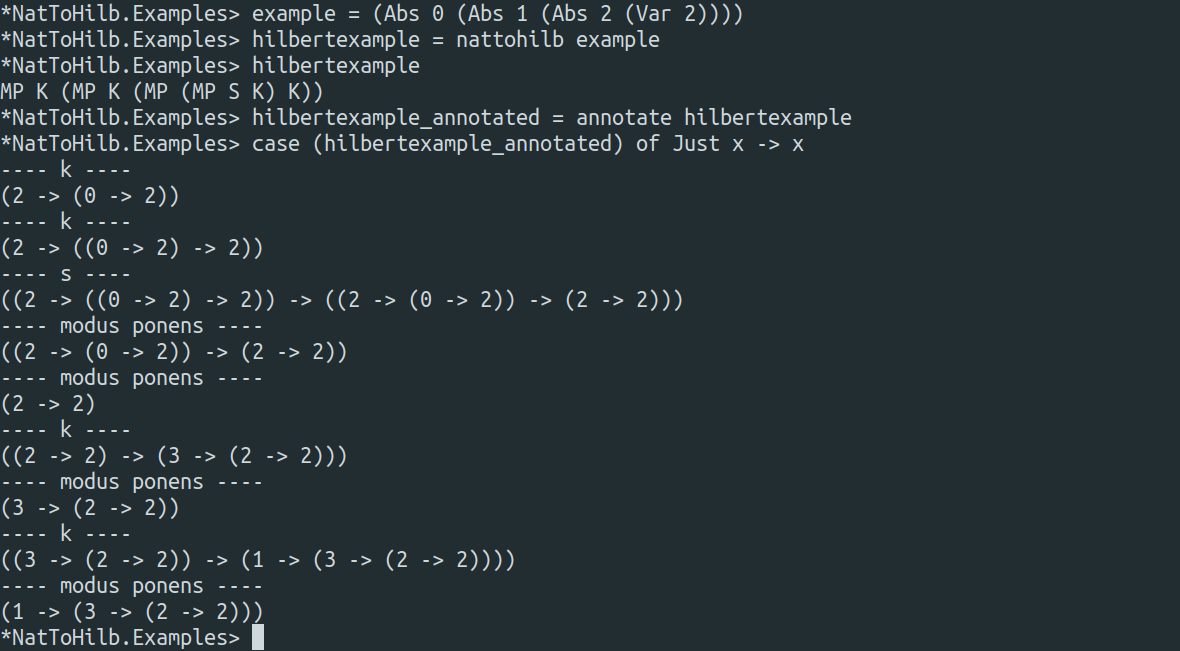 *NatToHilb.Examples> example = (Abs 0 (Abs 1 (Abs 2 (Var 2))))
*NatToHilb.Examples> hilbertexample = nattohilb example
*NatToHilb.Examples> hilbertexample
MP K (MP K (MP (MP S K) K))
*NatToHilb.Examples> hilbertexample_annotated = annotate hilbertexample
*NatToHilb.Examples> case (hilbertexample_annotated) of Just x -> x
---- k ----
(2 -> (0 -> 2))
---- k ----
(2 -> ((0 -> 2) -> 2))
---- s ----
((2 -> ((0 -> 2) -> 2)) -> ((2 -> (0 -> 2)) -> (2 -> 2)))
---- modus ponens ----
((2 -> (0 -> 2)) -> (2 -> 2))
---- modus ponens ----
(2 -> 2)
---- k ----
((2 -> 2) -> (3 -> (2 -> 2)))
---- modus ponens ----
(3 -> (2 -> 2))
---- k ----
((3 -> (2 -> 2)) -> (1 -> (3 -> (2 -> 2))))
---- modus ponens ----
(1 -> (3 -> (2 -> 2)))
*NatToHilb.Examples>